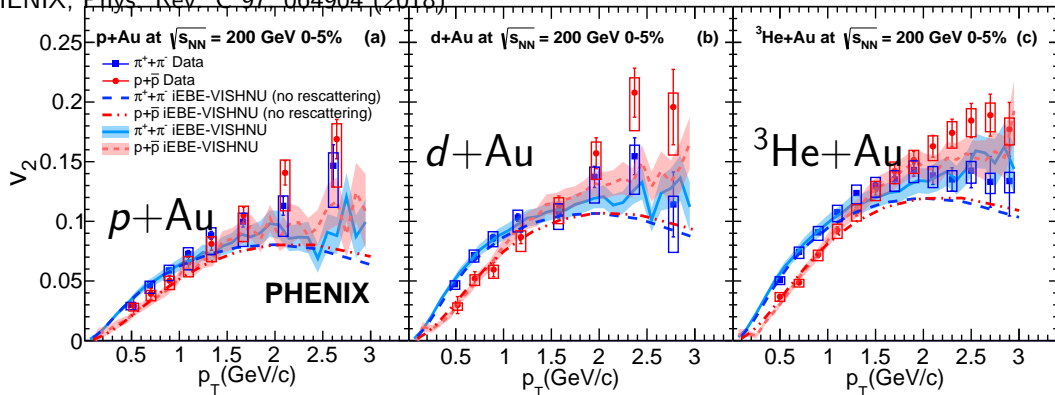 HENIX, Phys. Rev. C 97, 064904 (2018)
p+Au at √sNN = 200 GeV 0-5% (a)
π⁺+π⁻ Data
p+p̄ Data
π⁺+π⁻ iEBE-VISHNU (no rescattering)
p+p̄ iEBE-VISHNU (no rescattering)
π⁺+π⁻ iEBE-VISHNU
p+p̄ iEBE-VISHNU
p+Au
PHENIX
d+Au at √sNN = 200 GeV 0-5% (b)
d+Au
³He+Au at √sNN = 200 GeV 0-5% (c)
³He+Au
v₂
0.25
0.2
0.15
0.1
0.05
0
0.5 1 1.5 2 2.5 3
0.5 1 1.5 2 2.5 3
0.5 1 1.5 2 2.5 3
pT(GeV/c)
pT(GeV/c)
pT(GeV/c)